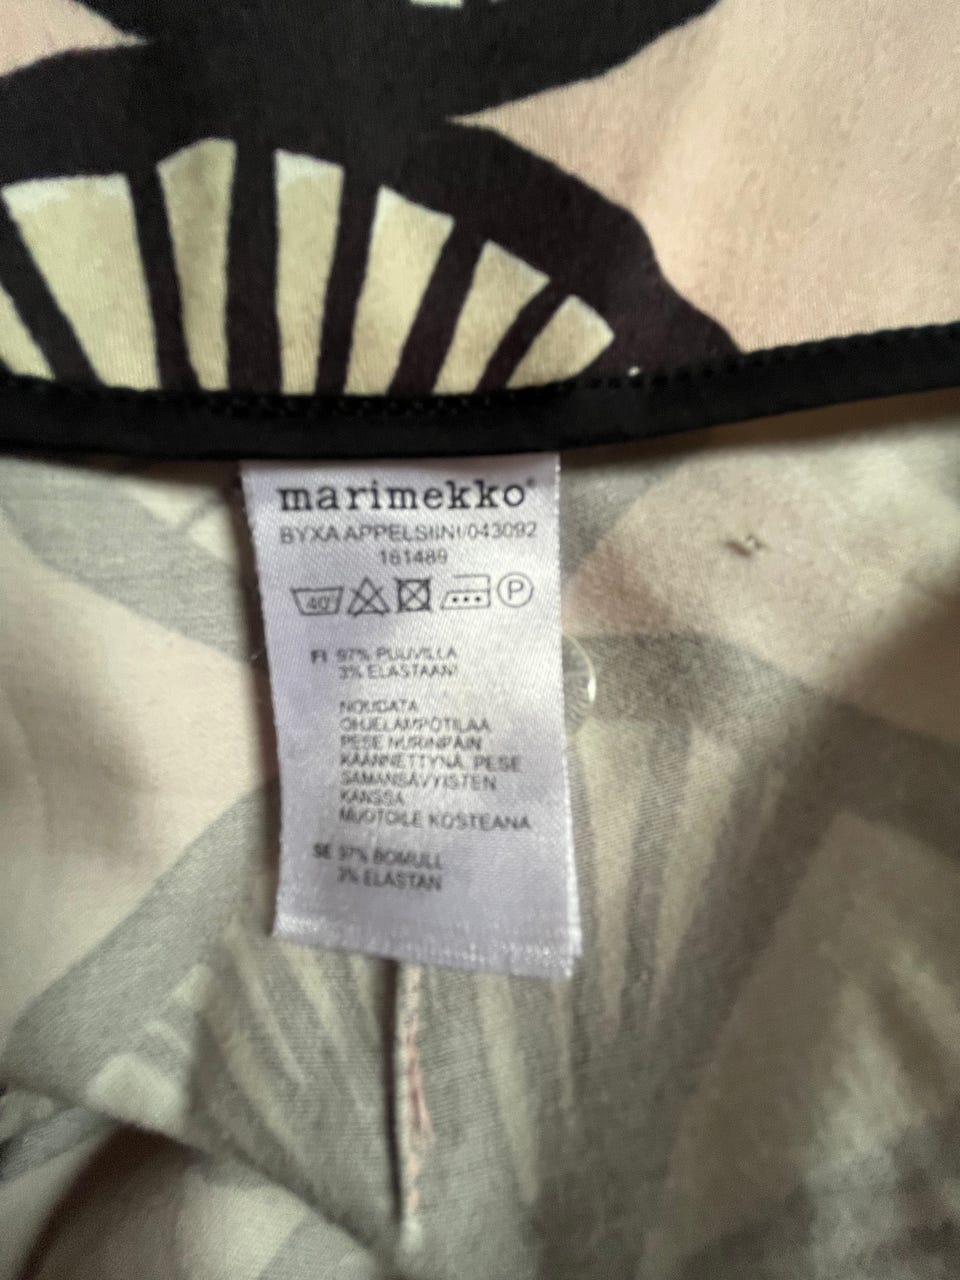 marimekko®
BYXA APPELSIINI/043092
161489
40°
P
FI 97% PUUVILLA
3% ELASTAANI
NOUDATA
OHJELÄMPÖTILAA
PESE NURINPÄIN
KÄÄNNETTYNÄ. PESE
SAMANSÄVYISTEN
KANSSA
MUOTOILE KOSTEANA
SE 97% BOMULL
3% ELASTAN